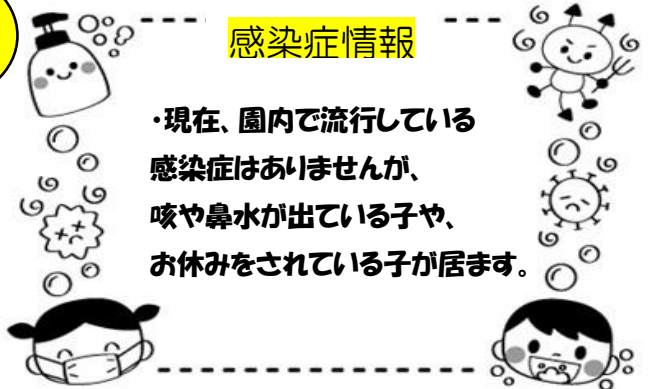 感染症情報
・現在、園内で流行している
感染症はありませんが、
咳や鼻水が出ている子や、
お休みをされている子が居ます。